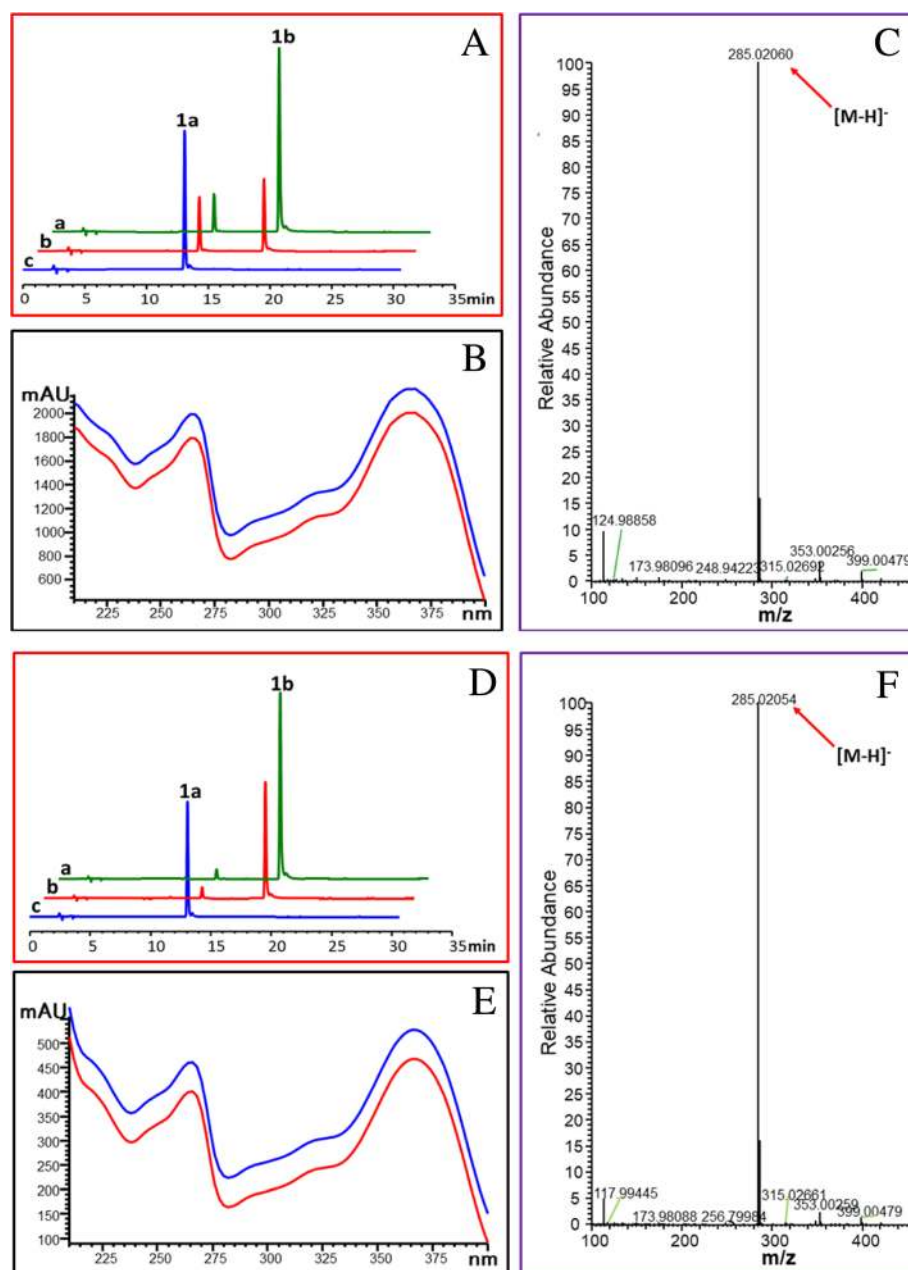 A
1b
1a
a
b
c
0 5 10 15 20 25 30 35min
B
mAU
2000
1800
1600
1400
1200
1000
800
600
225 250 275 300 325 350 375 nm
C
285.02060
[M-H]-
Relative Abundance
100
95
90
85
80
75
70
65
60
55
50
45
40
35
30
25
20
15
10
5
0
124.98858
173.98096 248.94223 315.02692 353.00256 399.00479
100 200 300 400
m/z
D
1b
1a
a
b
c
0 5 10 15 20 25 30 35min
E
mAU
500
450
400
350
300
250
200
150
100
225 250 275 300 325 350 375 nm
F
285.02054
[M-H]-
Relative Abundance
100
95
90
85
80
75
70
65
60
55
50
45
40
35
30
25
20
15
10
5
0
117.99445
173.98088 256.79984 315.02661 353.00259 399.00479
100 200 300 400
m/z